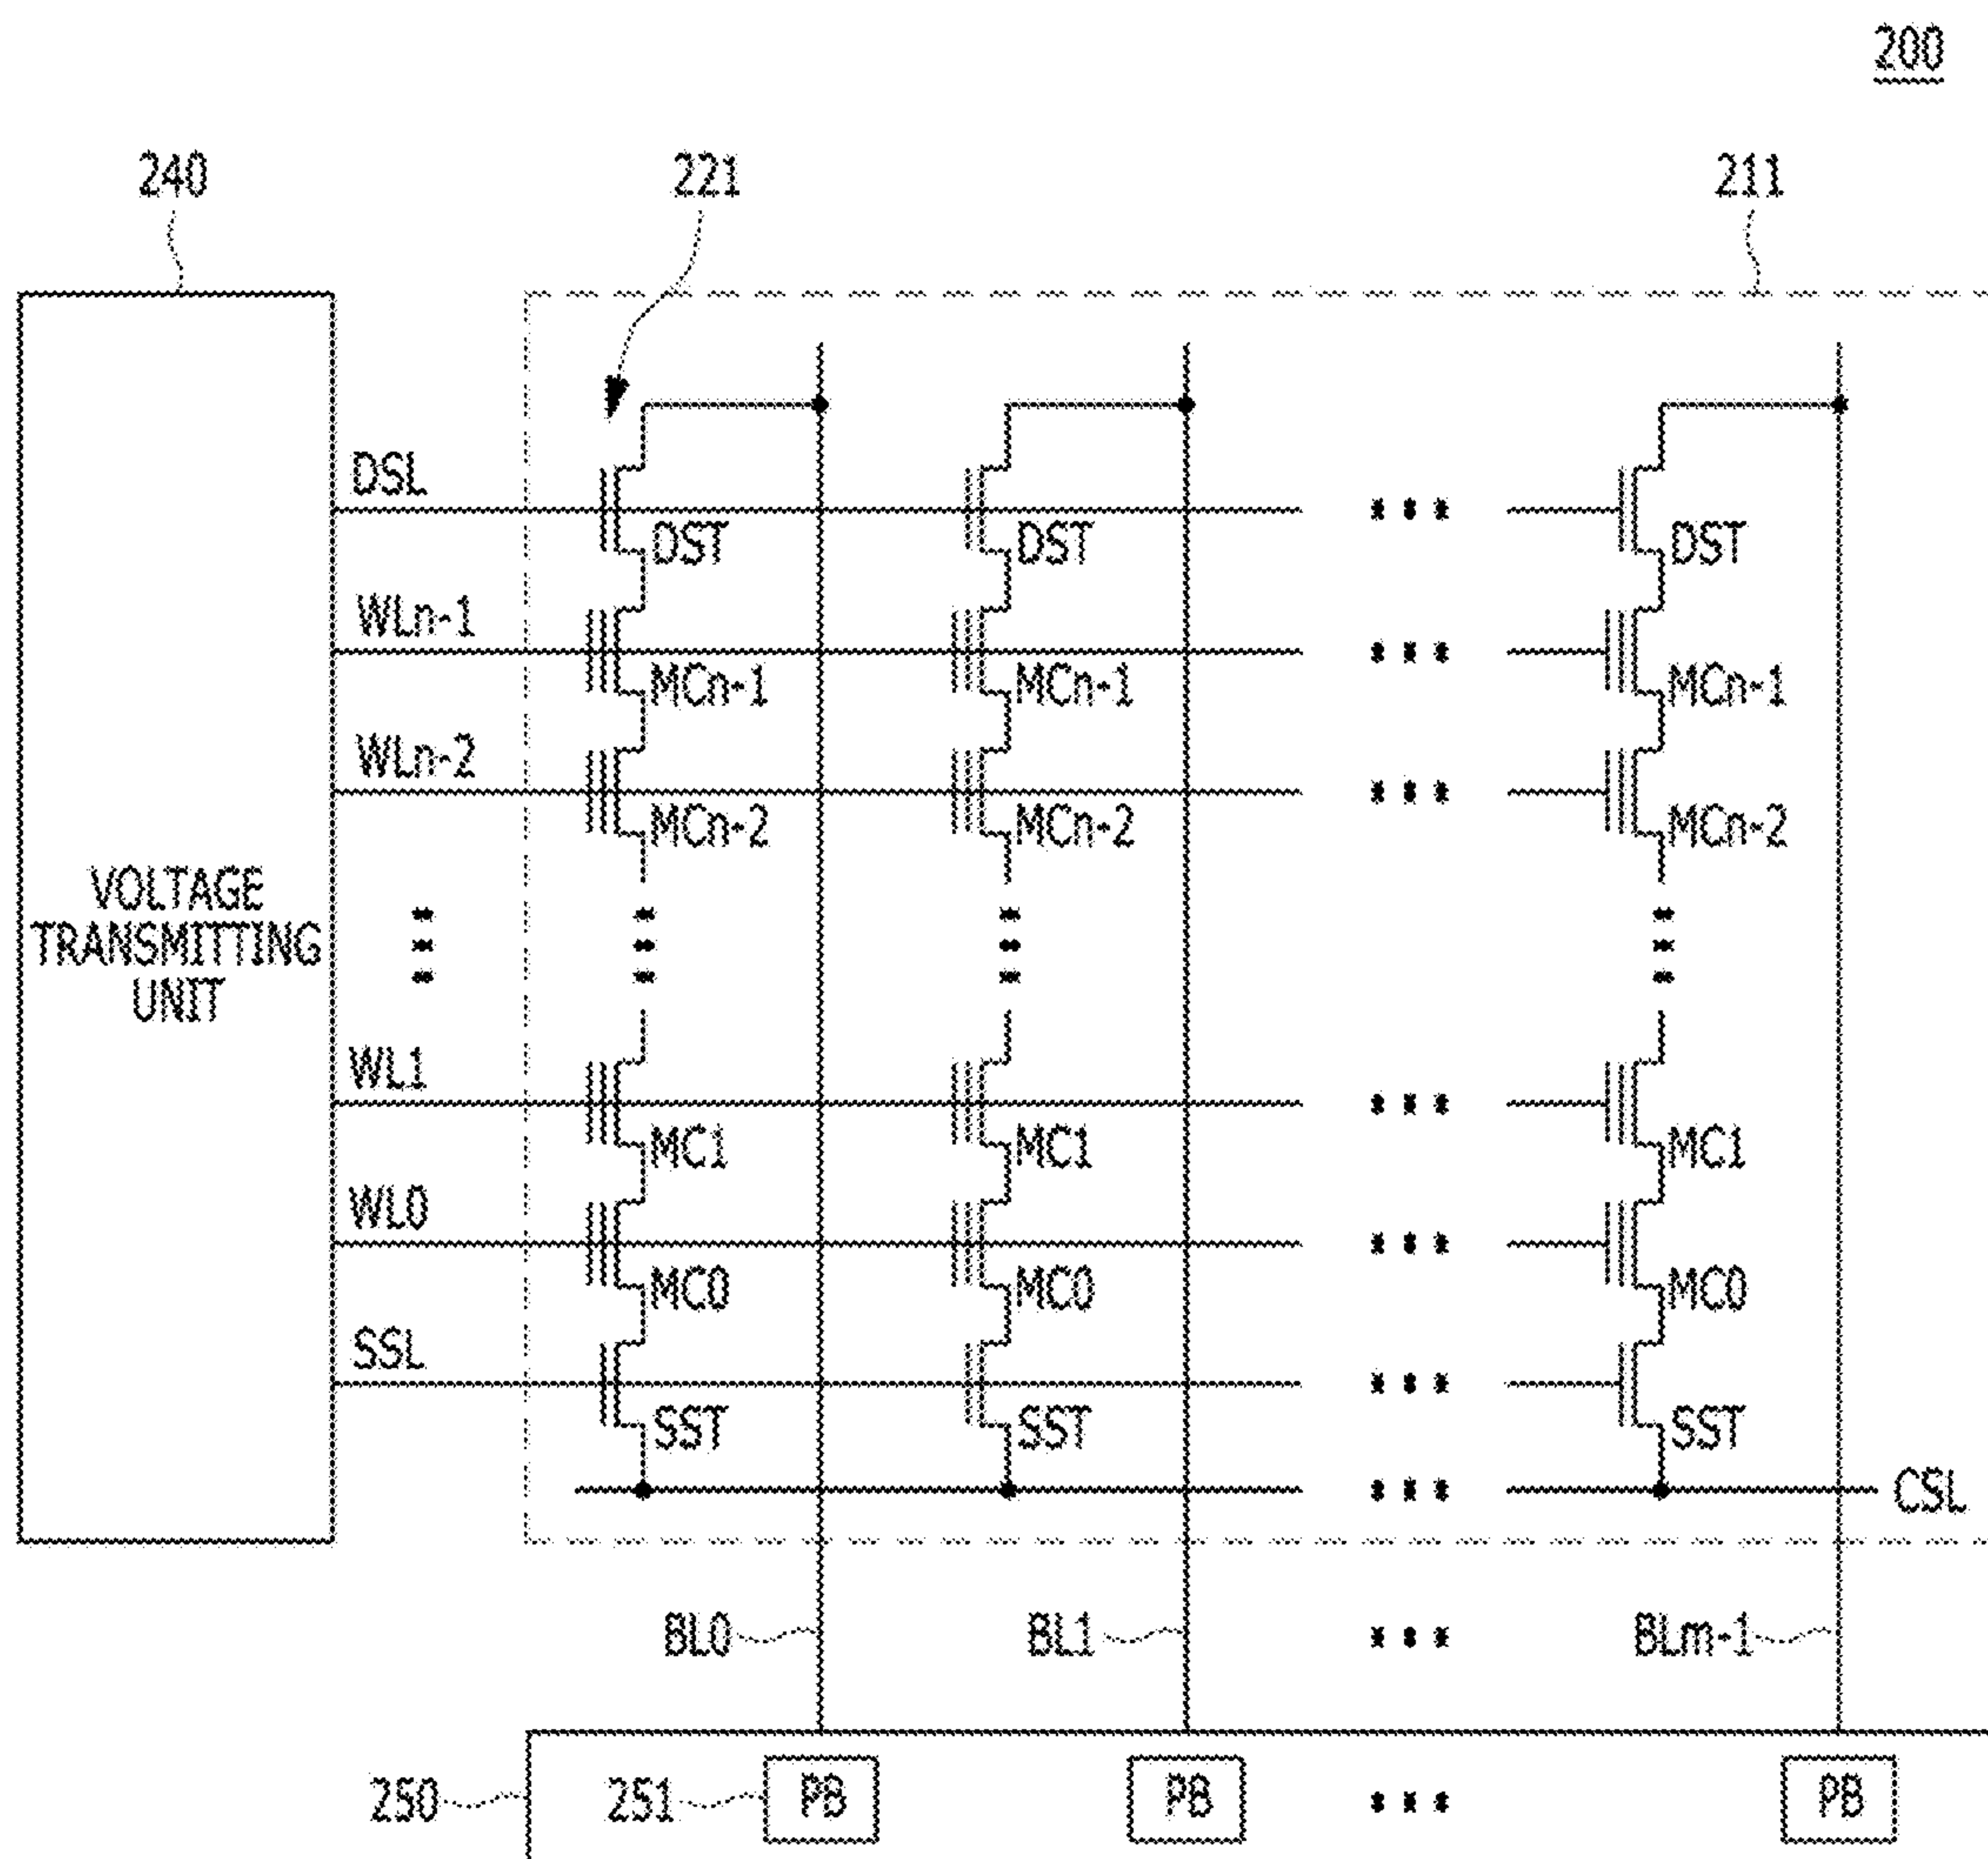 200
240 221 211
DSL
DST DST DST
WLn-1
MCn-1 MCn-1 MCn-1
WLn-2
MCn-2 MCn-2 MCn-2
VOLTAGE
TRANSMITTING
UNIT
WL1
MC1 MC1 MC1
WL0
MC0 MC0 MC0
SSL
SST SST SST
CSL
BL0 BL1 BLm-1
250 251 PB PB PB